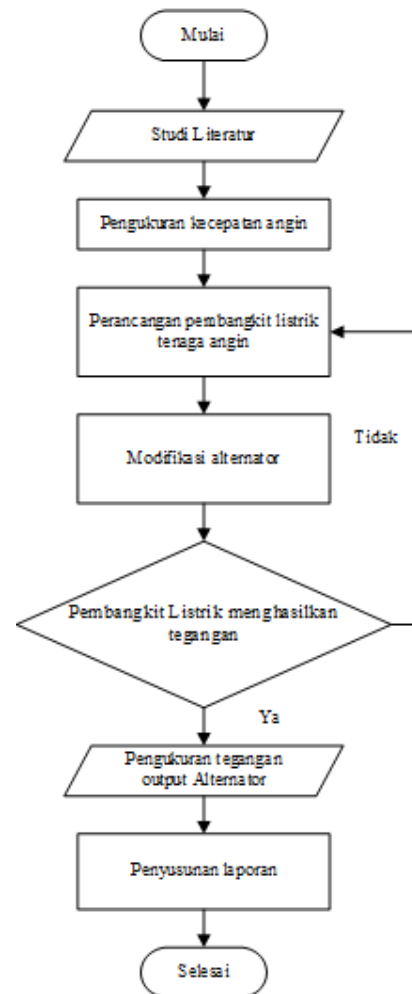 Mulai
Studi Literatur
Pengukuran kecepatan angin
Perancangan pembangkit listrik
tenaga angin
Modifikasi alternator
Tidak
Pembangkit Listrik menghasilkan
tegangan
Ya
Pengukuran tegangan
output Alternator
Penyusunan laporan
Selesai